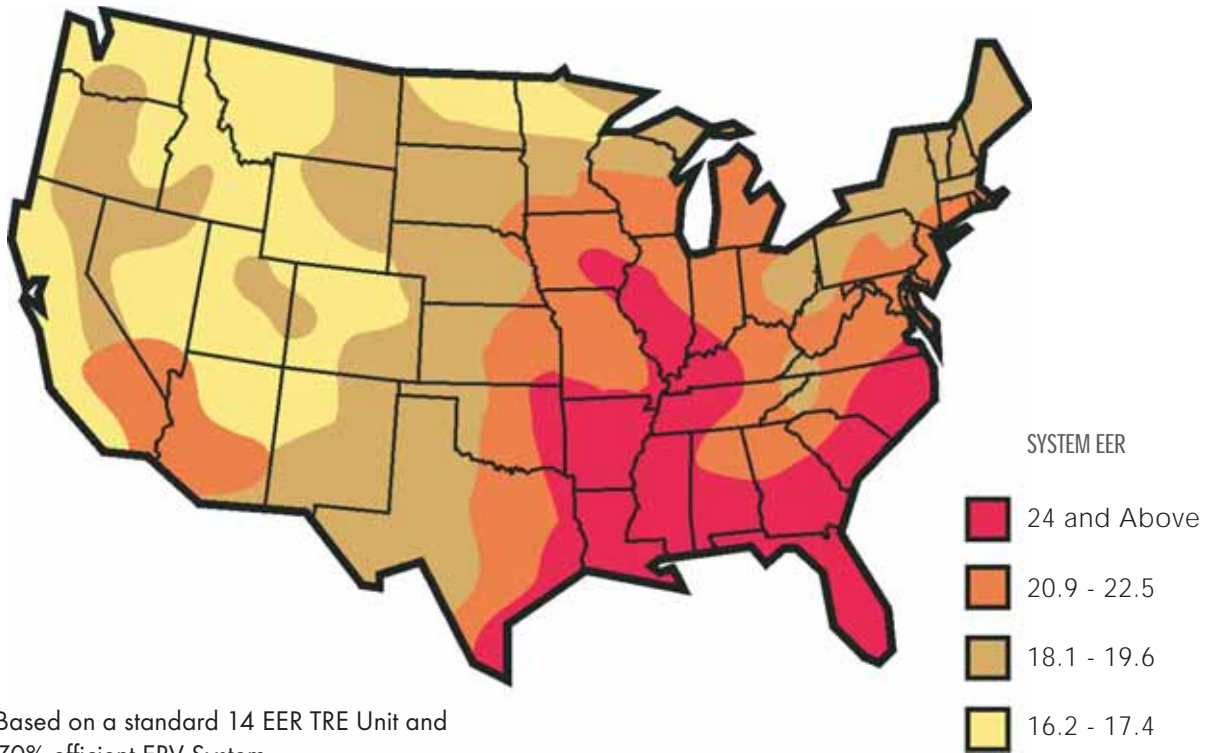 SYSTEM EER
24 and Above
20.9 - 22.5
18.1 - 19.6
16.2 - 17.4
Based on a standard 14 EER TRE Unit and
70% efficient ERV System